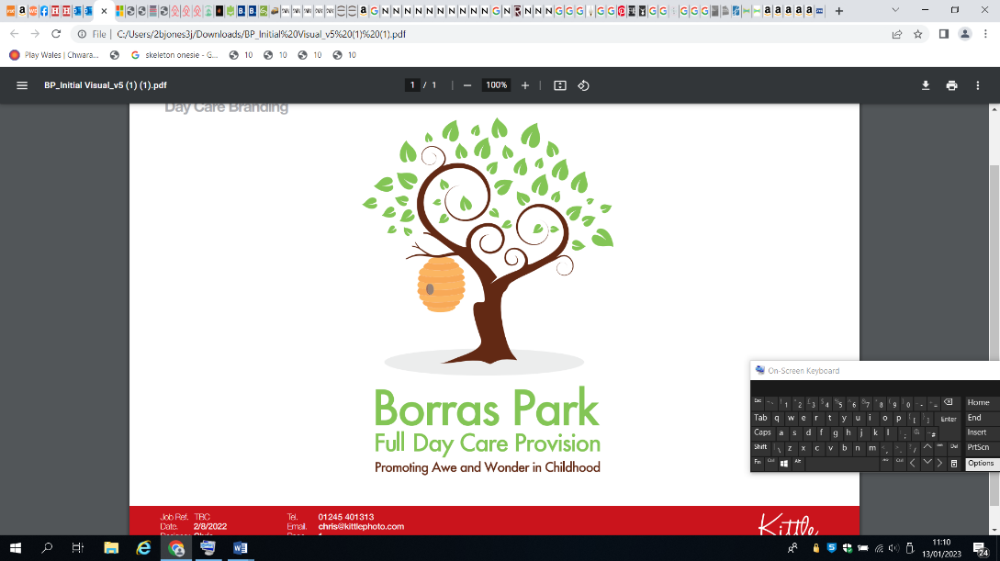 File | C:/Users/2bjones3j/Downloads/BP_Initial%20Visual_v5%20(1)%20(1).pdf
Play Wales | Chwara... skeleton onesie - G... 10 10 10 10
BP_Initial Visual_v5 (1) (1).pdf 1 / 1 100%
Day Care Branding
Borras Park
Full Day Care Provision
Promoting Awe and Wonder in Childhood
On-Screen Keyboard
Esc 1 2 3 4 5 6 7 8 9 0 - = Home
Tab q w e r t y u i o p [ ] Enter End
Caps a s d f g h j k l ; # Insert
Shift \ z x c v b n m , . / Del PrtScn
Fn Ctrl Alt Ctrl Options
Job Ref. TBC Tel. 01245 401313
Date. 2/8/2022 Email. chris@kittlephoto.com
Kittle
11:10
13/01/2023
24